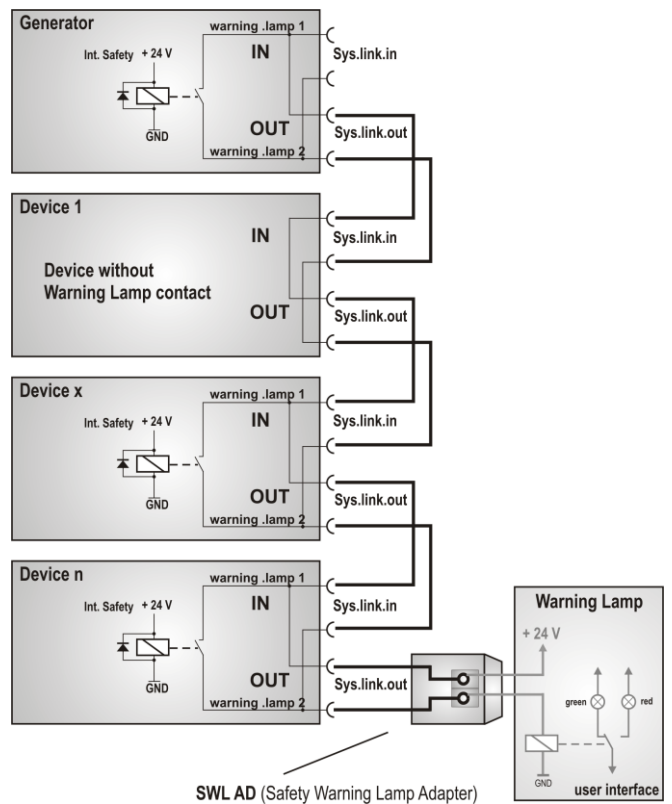 Generator
warning .lamp 1
Int. Safety + 24 V
IN
Sys.link.in
GND
OUT
Sys.link.out
warning .lamp 2
Device 1
IN
Sys.link.in
Device without
Warning Lamp contact
OUT
Sys.link.out
Device x
warning .lamp 1
Int. Safety + 24 V
IN
Sys.link.in
GND
OUT
Sys.link.out
warning .lamp 2
Device n
warning .lamp 1
Int. Safety + 24 V
IN
Sys.link.in
GND
OUT
Sys.link.out
warning .lamp 2
Warning Lamp
+ 24 V
green
red
GND
user interface
SWL AD (Safety Warning Lamp Adapter)